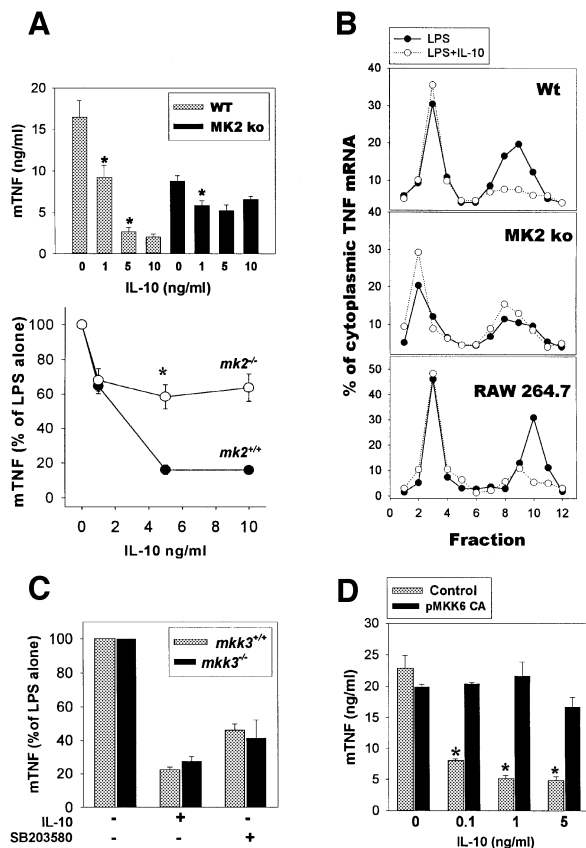 A
20
15
10
5
0
mTNF (ng/ml)
WT
MK2 ko
*
*
*
0 1 5 10 0 1 5 10
IL-10 (ng/ml)
100
80
60
40
20
0
mTNF (% of LPS alone)
*
mk2-/-
mk2+/+
0 2 4 6 8 10
IL-10 ng/ml
B
LPS
LPS+IL-10
% of cytoplasmic TNF mRNA
40
30
20
10
Wt
40
30
20
10
MK2 ko
50
40
30
20
10
0
RAW 264.7
0 2 4 6 8 10 12
Fraction
C
100
80
60
40
20
0
mTNF (%of LPS alone)
mkk3+/+
mkk3-/-
IL-10 - + -
SB203580 - - +
D
Control
pMKK6 CA
30
25
20
15
10
5
0
mTNF (ng/ml)
*
*
*
0 0.1 1 5
IL-10 (ng/ml)